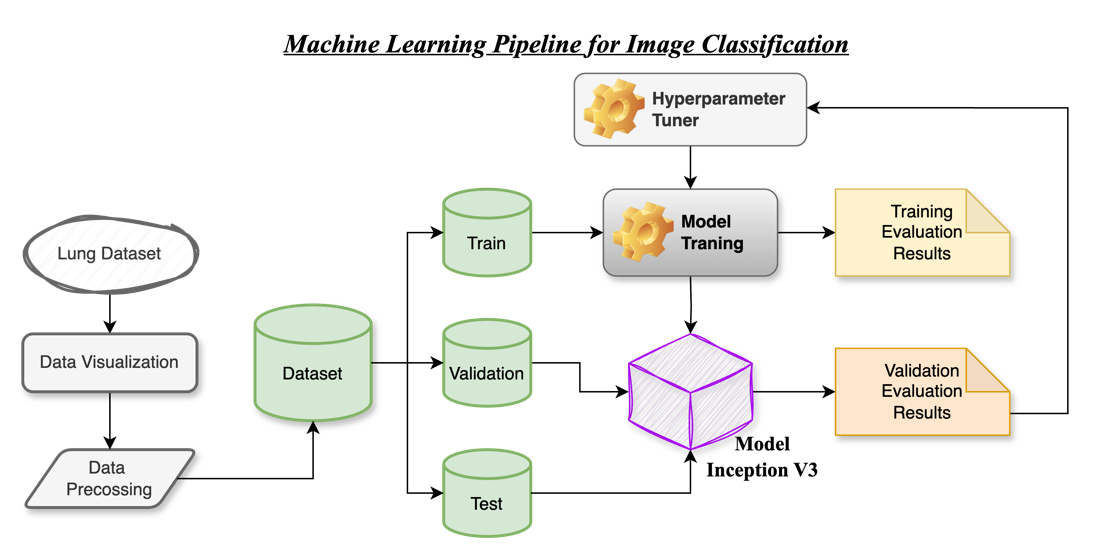 Machine Learning Pipeline for Image Classification
Hyperparameter
Tuner
Lung Dataset
Data Visualization
Data
Precossing
Dataset
Train
Validation
Test
Model
Traning
Model
Inception V3
Training
Evaluation
Results
Validation
Evaluation
Results